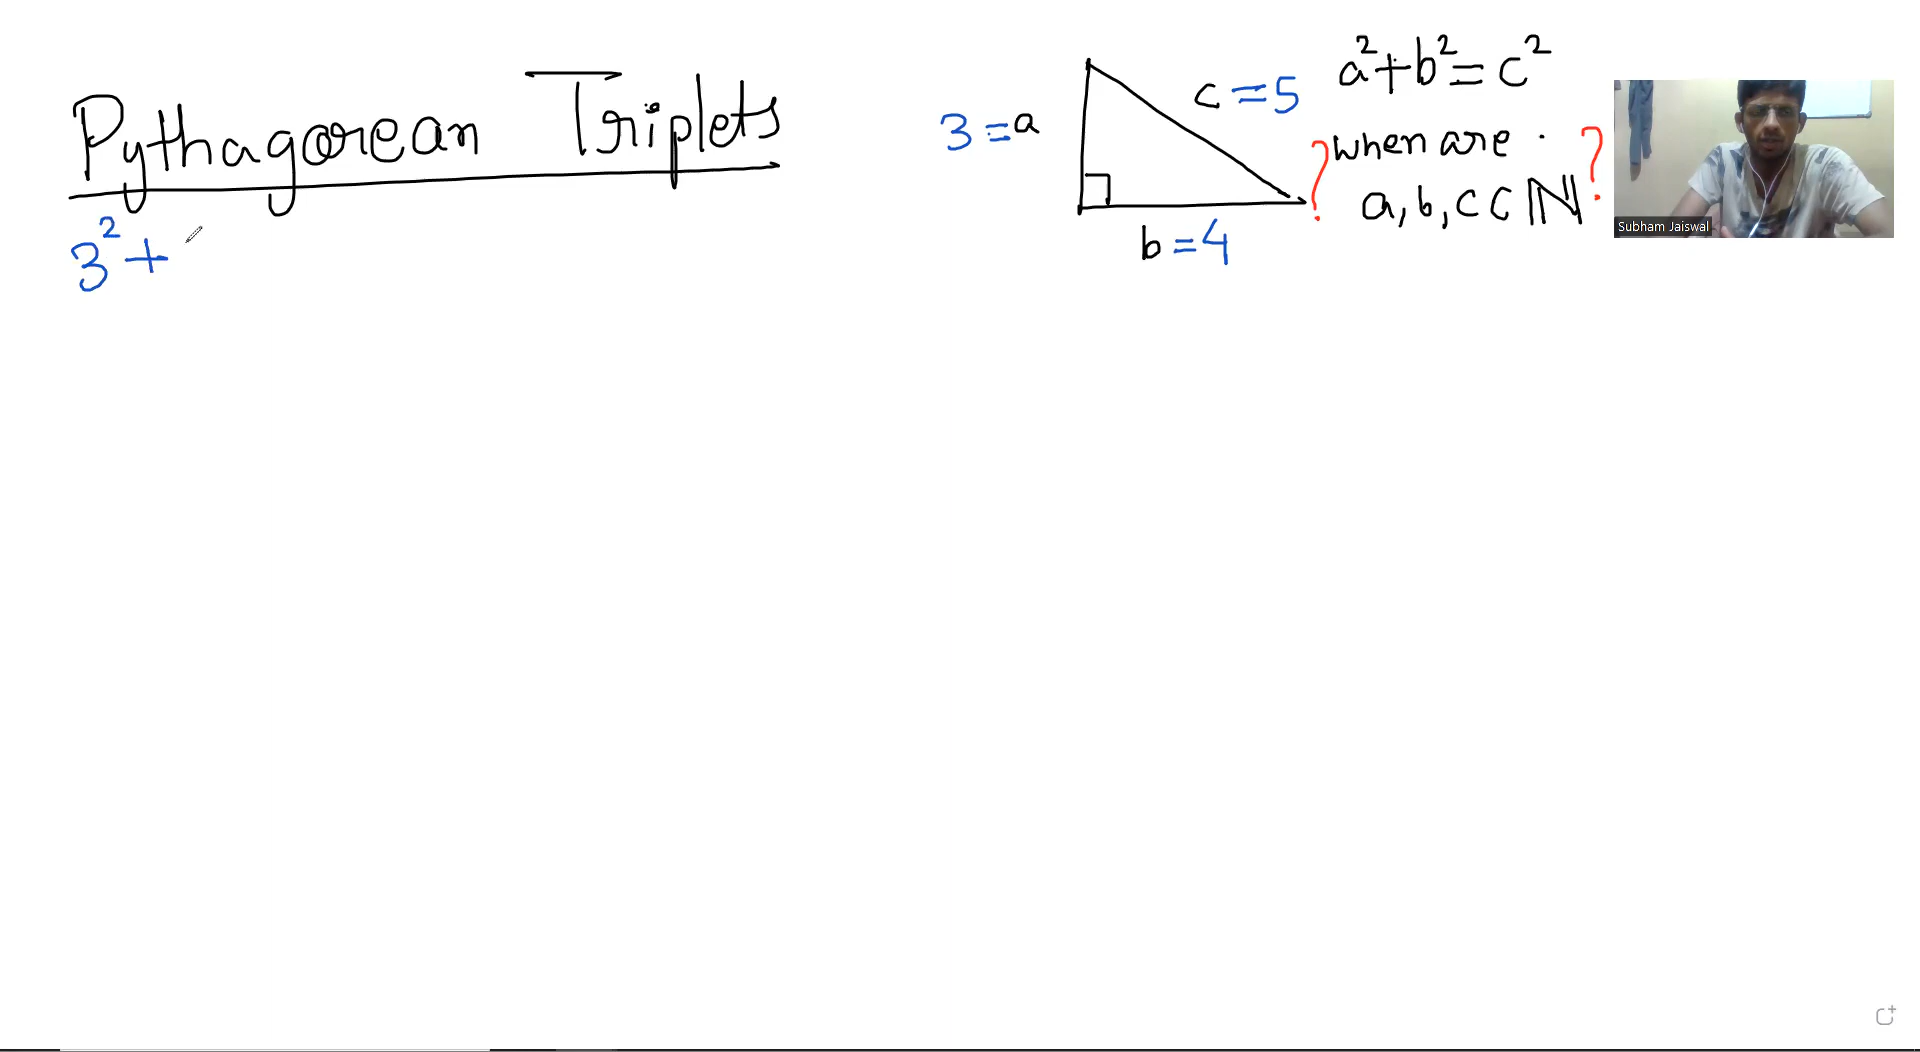 Pythagorean Triplets
3² +
3 = a
c = 5
b = 4
a² + b² = c²
? when are ?
a, b, c ⊂ ℕ
Subham Jaiswal